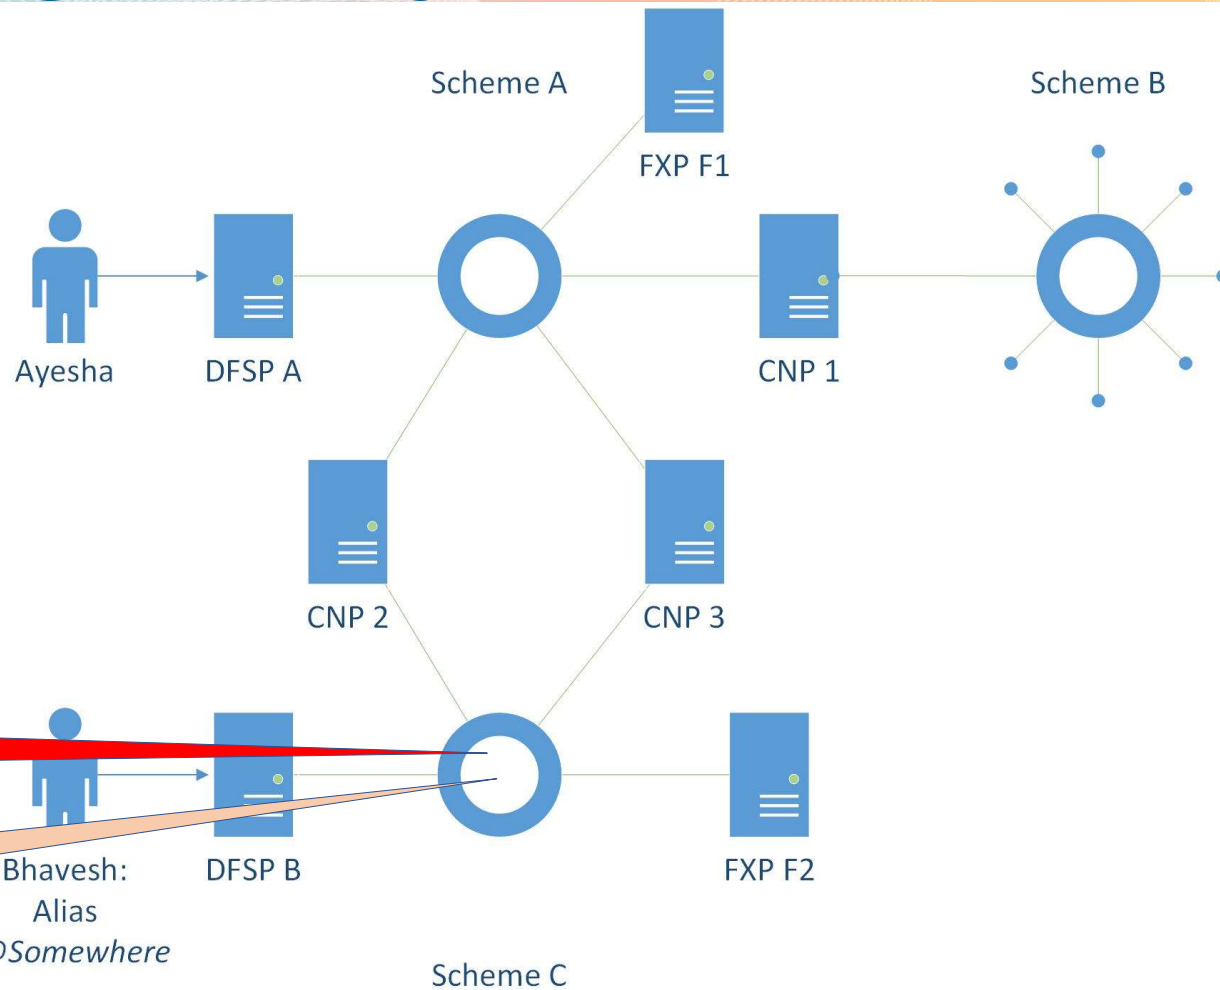 Scheme A
Scheme B
FXP F1
Ayesha
DFSP A
CNP 1
CNP 2
CNP 3
Bhavesh:
Alias
@Somewhere
DFSP B
FXP F2
Scheme C